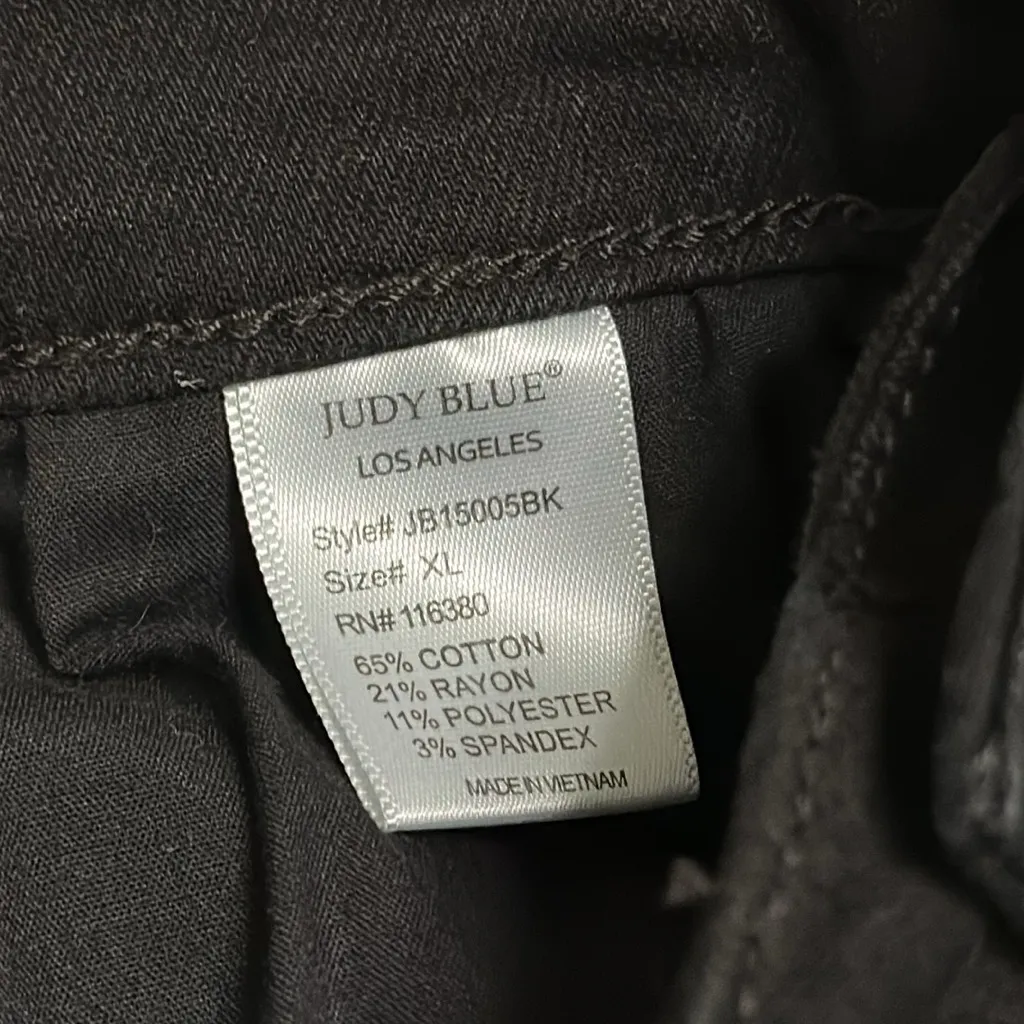 JUDY BLUE®
LOS ANGELES
Style# JB15005BK
Size# XL
RN# 116380
65% COTTON
21% RAYON
11% POLYESTER
3% SPANDEX
MADE IN VIETNAM